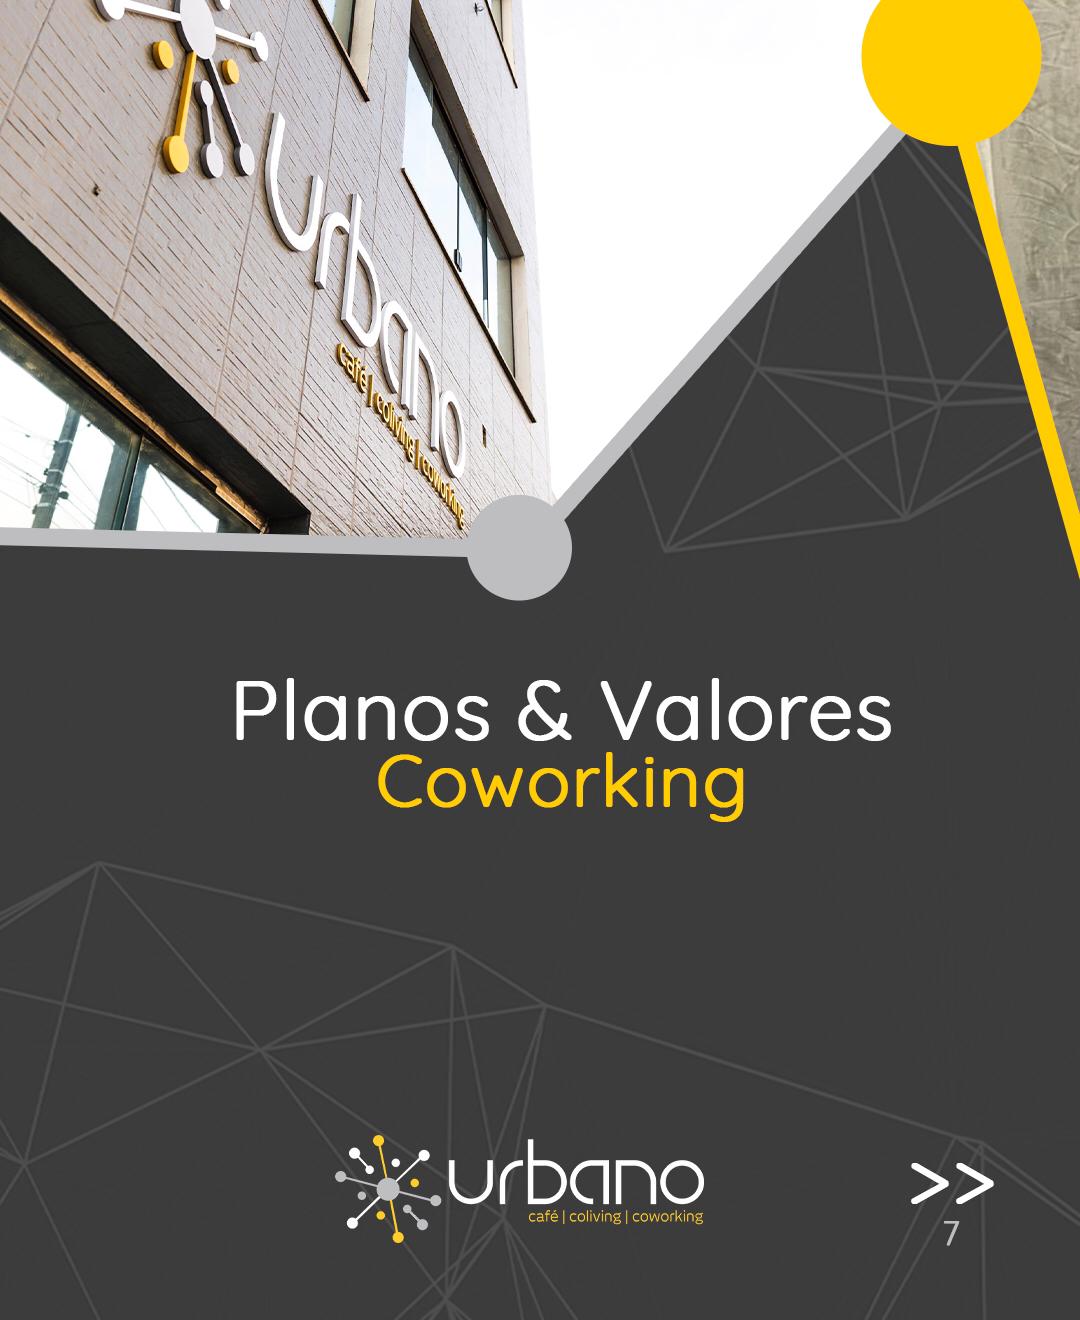 urbano
café | coliving | coworking
Planos & Valores
Coworking
urbano
café | coliving | coworking
>>
7